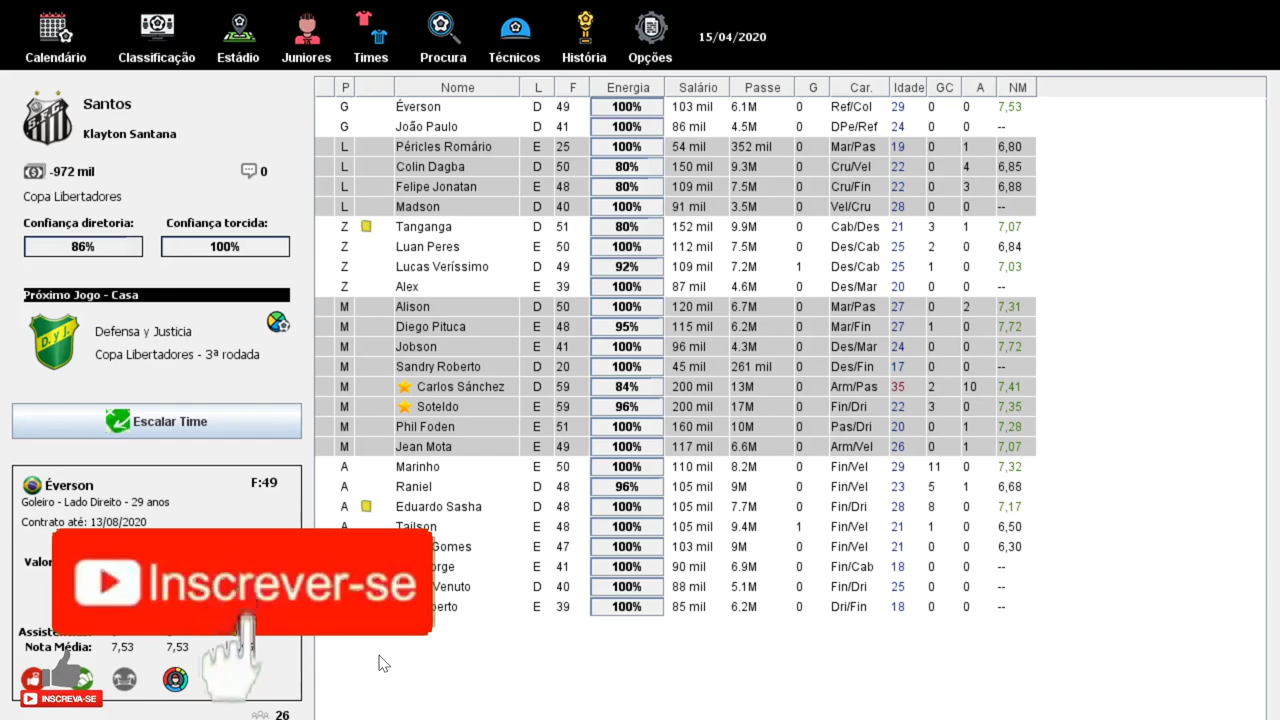 Calendário Classificação Estádio Juniores Times Procura Técnicos História Opções 15/04/2020
Santos
Klayton Santana
-972 mil 0
Copa Libertadores
Confiança diretoria: Confiança torcida:
86% 100%
Próximo Jogo - Casa
D. y J.
Defensa y Justicia
Copa Libertadores - 3ª rodada
Escalar Time
Éverson F:49
Goleiro - Lado Direito - 29 anos
Contrato até: 13/08/2020
Valor
Inscrever-se
Nota Média: 7,53 7,53
INSCREVA-SE
26
P Nome L F Energia Salário Passe G Car. Idade GC A NM
G Éverson D 49 100% 103 mil 6.1M 0 Ref/Col 29 0 0 7,53
G João Paulo D 41 100% 86 mil 4.5M 0 DPe/Ref 24 0 0 --
L Péricles Romário E 25 100% 54 mil 352 mil 0 Mar/Pas 19 0 1 6,80
L Colin Dagba D 50 80% 150 mil 9.3M 0 Cru/Vel 22 0 4 6,85
L Felipe Jonatan E 48 80% 109 mil 7.5M 0 Cru/Fin 22 0 3 6,88
L Madson D 40 100% 91 mil 3.5M 0 Vel/Cru 28 0 0 --
Z Tanganga D 51 80% 152 mil 9.9M 0 Cab/Des 21 3 1 7,07
Z Luan Peres E 50 100% 112 mil 7.5M 0 Des/Cab 25 2 0 6,84
Z Lucas Veríssimo D 49 92% 109 mil 7.2M 1 Des/Cab 25 1 0 7,03
Z Alex E 39 100% 87 mil 4.6M 0 Des/Mar 20 0 0 --
M Alison D 50 100% 120 mil 6.7M 0 Mar/Pas 27 0 2 7,31
M Diego Pituca E 48 95% 115 mil 6.2M 0 Mar/Fin 27 1 0 7,72
M Jobson E 41 100% 96 mil 4.3M 0 Des/Mar 24 0 0 7,72
M Sandry Roberto D 20 100% 45 mil 261 mil 0 Des/Fin 17 0 0 --
M Carlos Sánchez D 59 84% 200 mil 13M 0 Arm/Pas 35 2 10 7,41
M Soteldo E 59 96% 200 mil 17M 0 Fin/Dri 22 3 0 7,35
M Phil Foden E 51 100% 160 mil 10M 0 Pas/Dri 20 0 1 7,28
M Jean Mota E 49 100% 117 mil 6.6M 0 Arm/Vel 26 0 1 7,07
A Marinho E 50 100% 110 mil 8.2M 0 Fin/Vel 29 11 0 7,32
A Raniel D 48 96% 105 mil 9M 0 Fin/Vel 23 5 1 6,68
A Eduardo Sasha D 48 100% 105 mil 7.7M 0 Fin/Dri 28 8 0 7,17
A Tailson E 48 100% 105 mil 9.4M 1 Fin/Vel 21 1 0 6,50
Gomes E 47 100% 103 mil 9M 0 Fin/Vel 21 0 0 6,30
E 41 100% 90 mil 6.9M 0 Fin/Cab 18 0 0 --
Venuto D 40 100% 88 mil 5.1M 0 Fin/Dri 25 0 0 --
E 39 100% 85 mil 6.2M 0 Dri/Fin 18 0 0 --